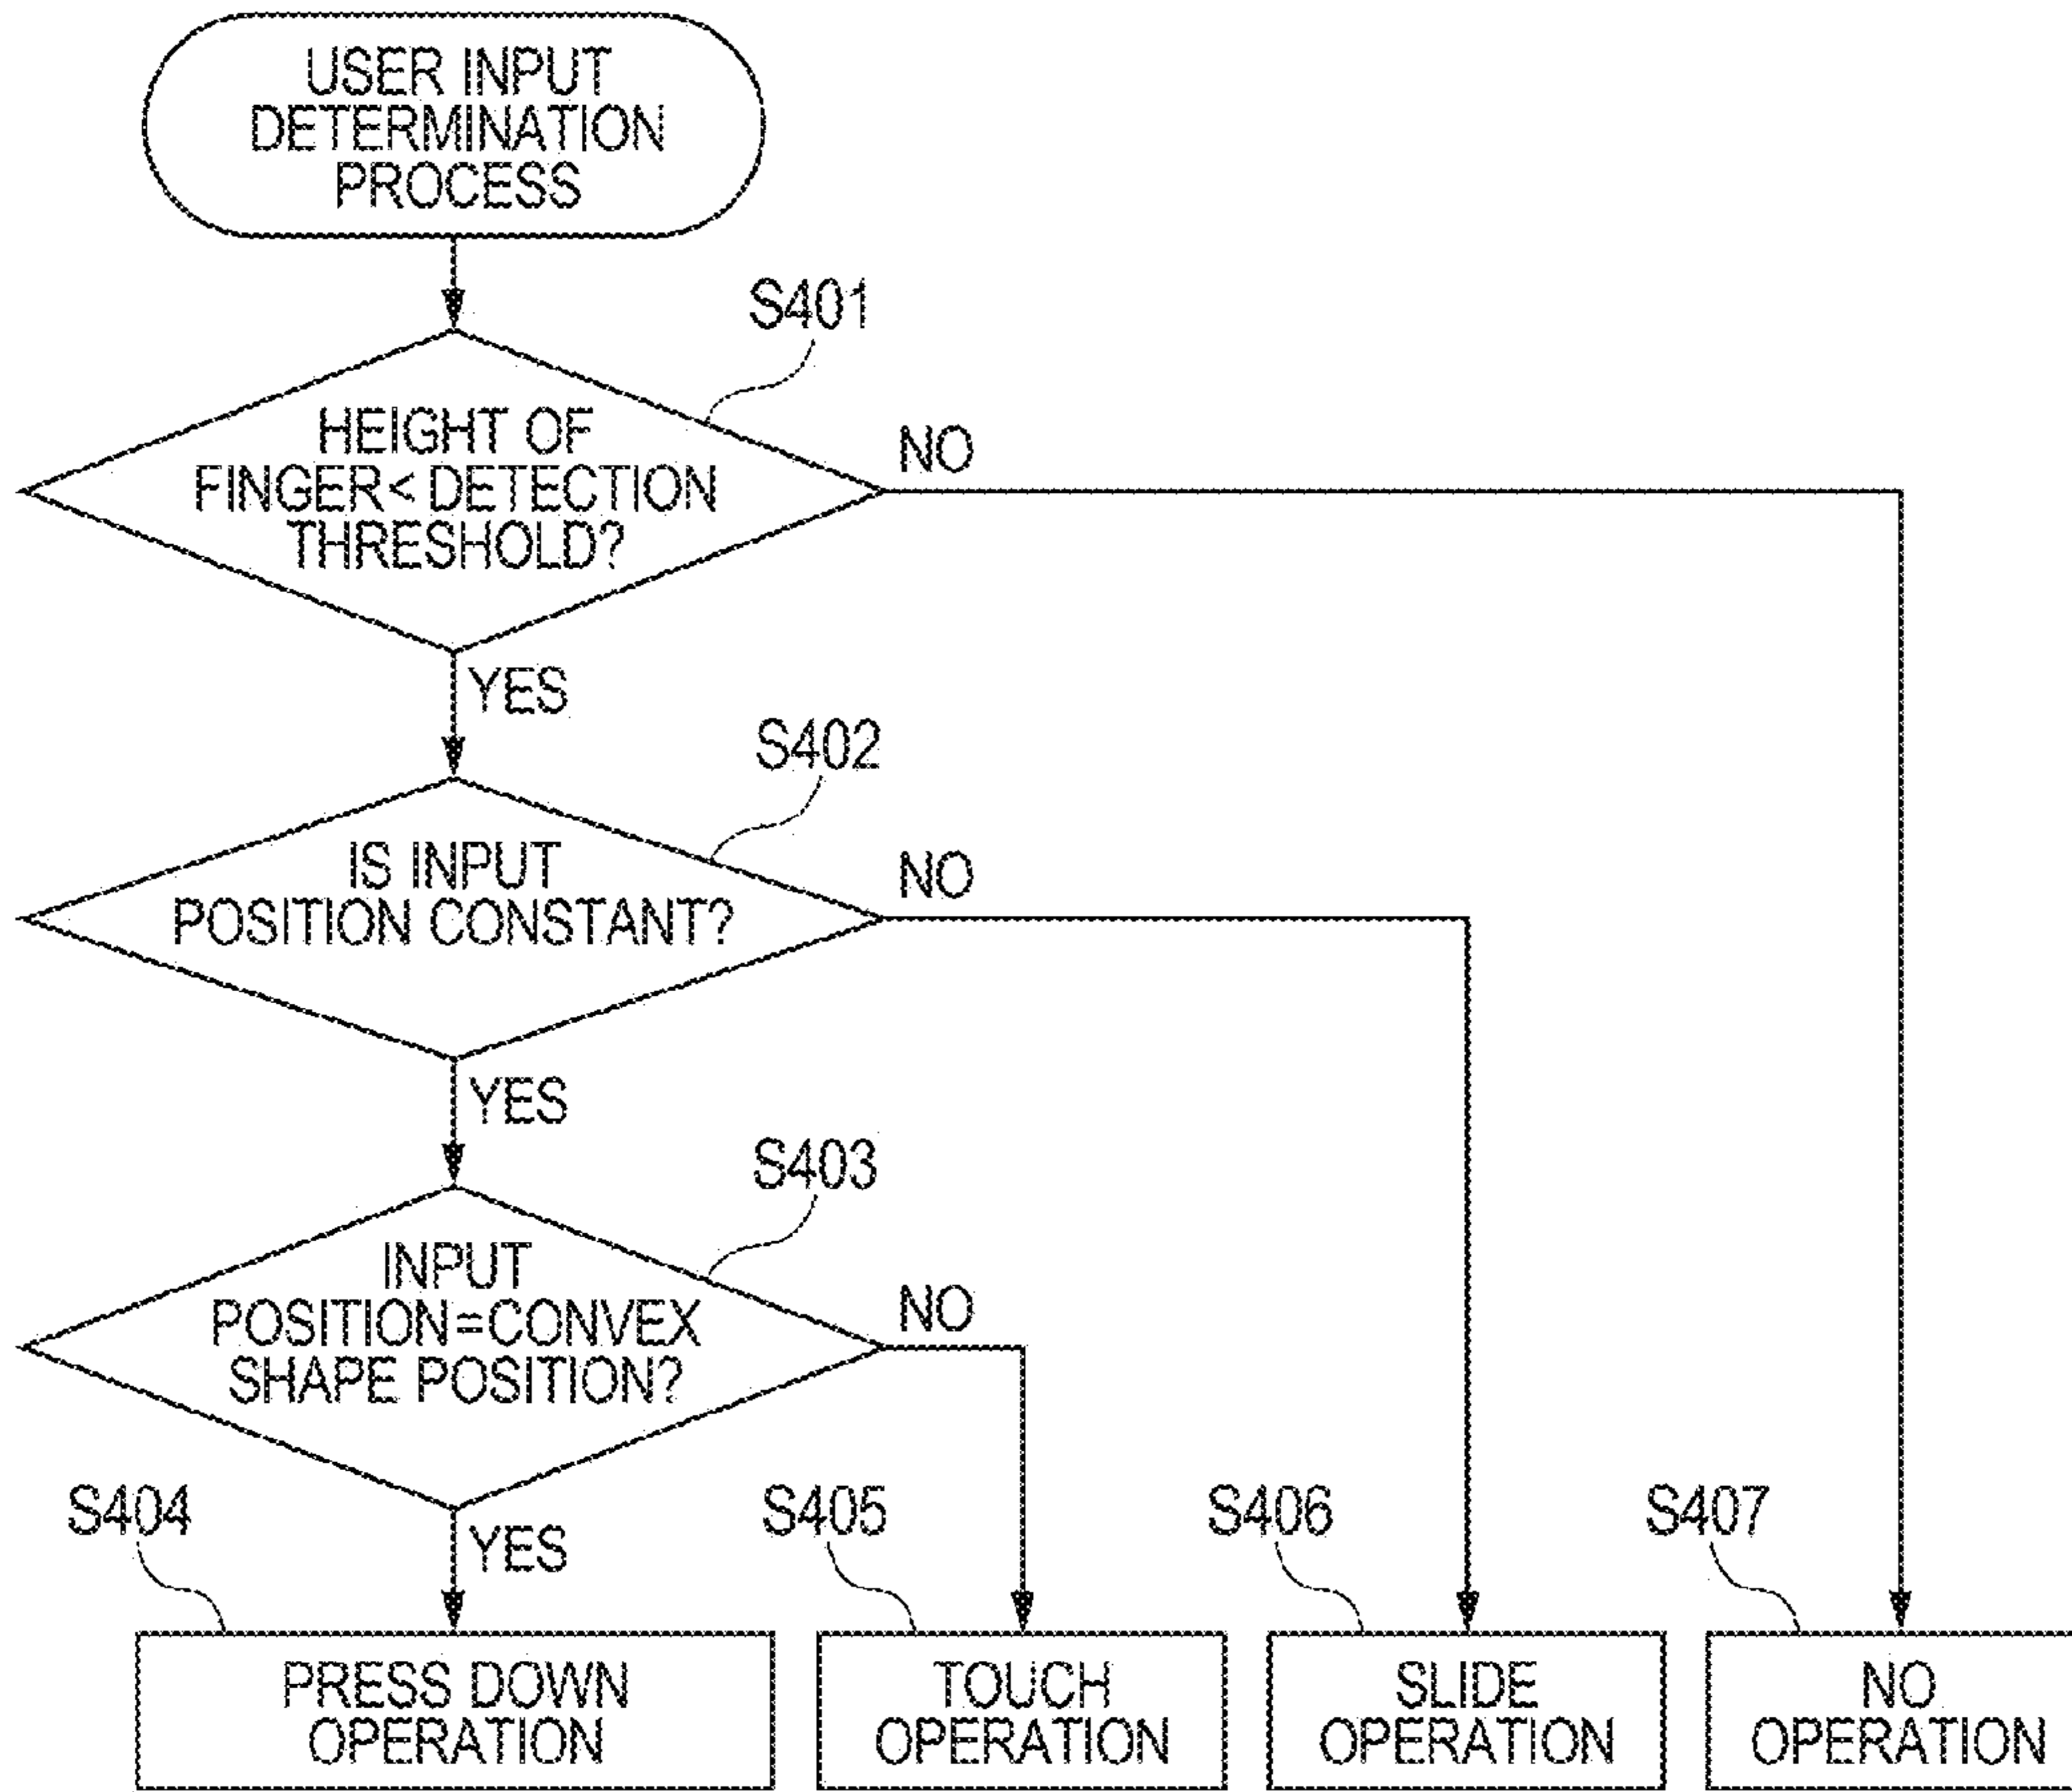 USER INPUT
DETERMINATION
PROCESS
S401
HEIGHT OF
FINGER< DETECTION
THRESHOLD?
NO
YES
S402
IS INPUT
POSITION CONSTANT?
NO
YES
S403
INPUT
POSITION=CONVEX
SHAPE POSITION?
NO
YES
S404
S405
S406
S407
PRESS DOWN
OPERATION
TOUCH
OPERATION
SLIDE
OPERATION
NO
OPERATION